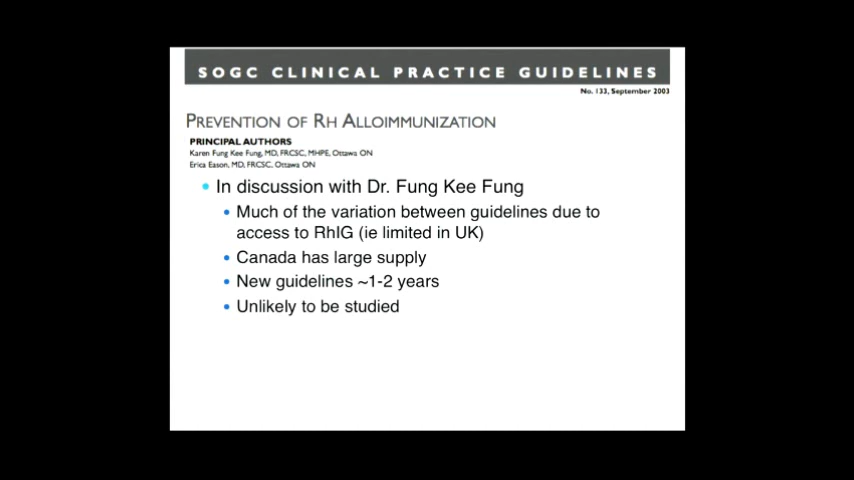 SOGC CLINICAL PRACTICE GUIDELINES
No. 133, September 2003
PREVENTION OF RH ALLOIMMUNIZATION
PRINCIPAL AUTHORS
Karen Fung Kee Fung, MD, FRCSC, MHPE, Ottawa ON
Erica Eason, MD, FRCSC, Ottawa ON
In discussion with Dr. Fung Kee Fung
Much of the variation between guidelines due to
access to RhIG (ie limited in UK)
Canada has large supply
New guidelines ~1-2 years
Unlikely to be studied